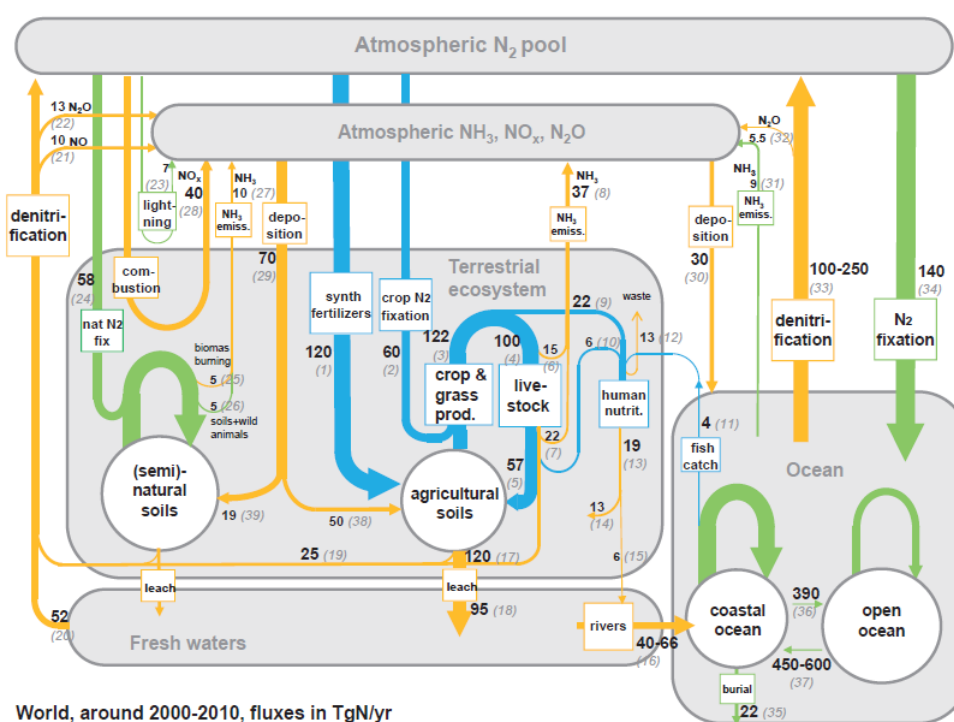 Atmospheric N₂ pool
13 N₂O
(22)
10 NO
(21)
Atmospheric NH₃, NOₓ, N₂O
N₂O
5.5 (32)
7
(23)
NOₓ
40
(28)
NH₃
10 (27)
NH₃
37 (8)
NH₃
9 (31)
denitri-
fication
light-
ning
NH₃
emiss.
depo-
sition
70
(29)
NH₃
emiss.
depo-
sition
30
(30)
NH₃
emiss.
58
(24)
com-
bustion
nat N2
fix
synth
fertilizers
120
(1)
crop N₂
fixation
60
(2)
Terrestrial
ecosystem
100-250
(33)
denitri-
fication
140
(34)
N₂
fixation
22 (9)
waste
13 (12)
6 (10)
122
(3)
100
(4)
15
(6)
crop &
grass
prod.
live-
stock
human
nutrit.
biomas
burning
5 (25)
5 (26)
soils+wild
animals
22
(7)
19
(13)
4 (11)
fish
catch
Ocean
(semi)-
natural
soils
19 (39)
50 (38)
agricultural
soils
57
(5)
13
(14)
25 (19)
120 (17)
6 (15)
leach
leach
95 (18)
52
(20)
Fresh waters
rivers
40-66
(16)
coastal
ocean
390
(36)
450-600
(37)
open
ocean
burial
22 (35)
World, around 2000-2010, fluxes in TgN/yr